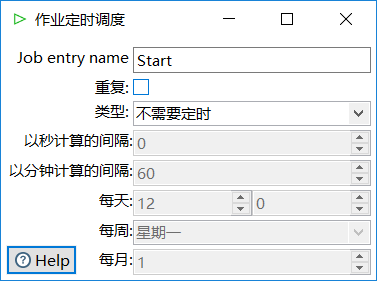 作业定时调度
Job entry name Start
重复:
类型: 不需要定时
以秒计算的间隔: 0
以分钟计算的间隔: 60
每天: 12 0
每周: 星期一
Help 每月: 1